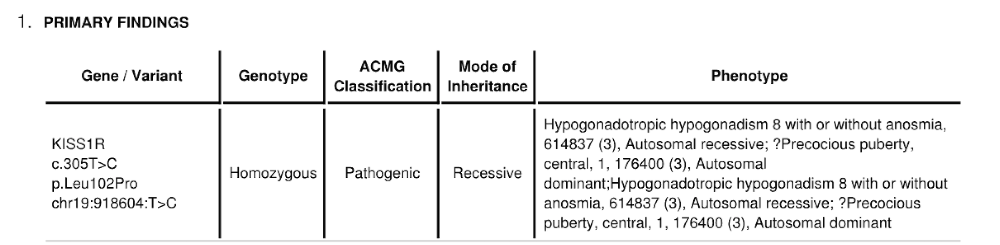 1. PRIMARY FINDINGS
Gene / Variant
Genotype
ACMG
Classification
Mode of
Inheritance
Phenotype
KISS1R
c.305T>C
p.Leu102Pro
chr19:918604:T>C
Homozygous
Pathogenic
Recessive
Hypogonadotropic hypogonadism 8 with or without anosmia,
614837 (3), Autosomal recessive; ?Precocious puberty,
central, 1, 176400 (3), Autosomal
dominant;Hypogonadotropic hypogonadism 8 with or without
anosmia, 614837 (3), Autosomal recessive; ?Precocious
puberty, central, 1, 176400 (3), Autosomal dominant